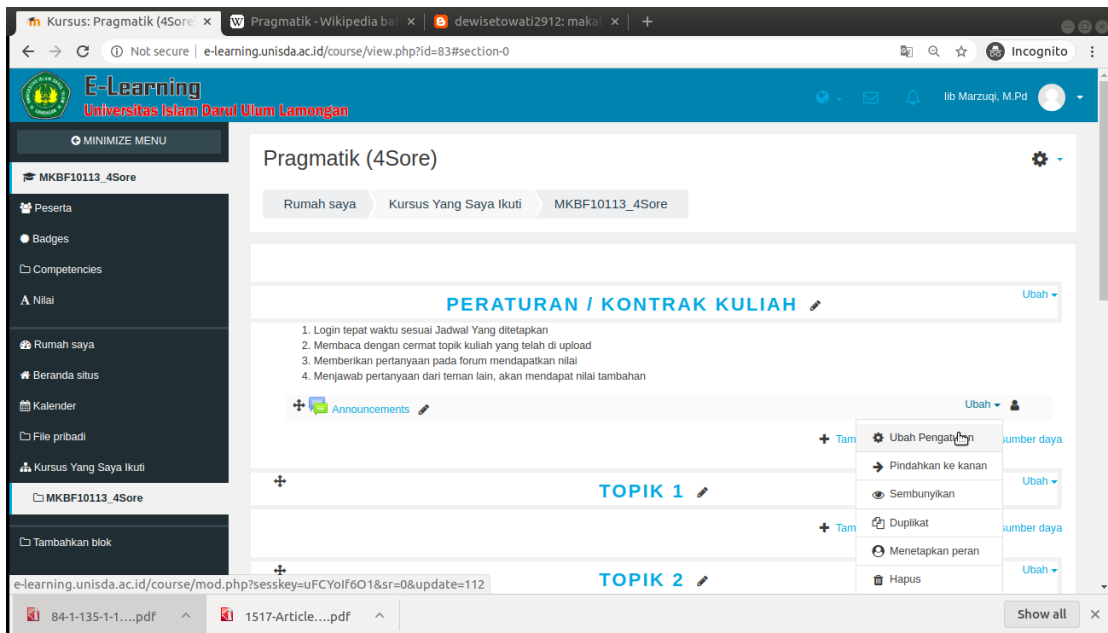 Kursus: Pragmatik (4Sore)
Pragmatik - Wikipedia bah
dewisetowati2912: makal
Not secure | e-learning.unisda.ac.id/course/view.php?id=83#section-0
Incognito
E-Learning
Universitas Islam Darul Ulum Lamongan
Iib Marzuqi, M.Pd
MINIMIZE MENU
MKBF10113_4Sore
Peserta
Badges
Competencies
Nilai
Rumah saya
Beranda situs
Kalender
File pribadi
Kursus Yang Saya Ikuti
MKBF10113_4Sore
Tambahkan blok
Pragmatik (4Sore)
Rumah saya
Kursus Yang Saya Ikuti
MKBF10113_4Sore
PERATURAN / KONTRAK KULIAH
Ubah
1. Login tepat waktu sesuai Jadwal Yang ditetapkan
2. Membaca dengan cermat topik kuliah yang telah di upload
3. Memberikan pertanyaan pada forum mendapatkan nilai
4. Menjawab pertanyaan dari teman lain, akan mendapat nilai tambahan
Announcements
Ubah
Tam
sumber daya
Ubah Pengaturan
Pindahkan ke kanan
Sembunyikan
Duplikat
Menetapkan peran
Hapus
TOPIK 1
Ubah
Tam
sumber daya
TOPIK 2
Ubah
e-learning.unisda.ac.id/course/mod.php?sesskey=uFCYoIf6O1&sr=0&update=112
84-1-135-1-1....pdf
1517-Article....pdf
Show all